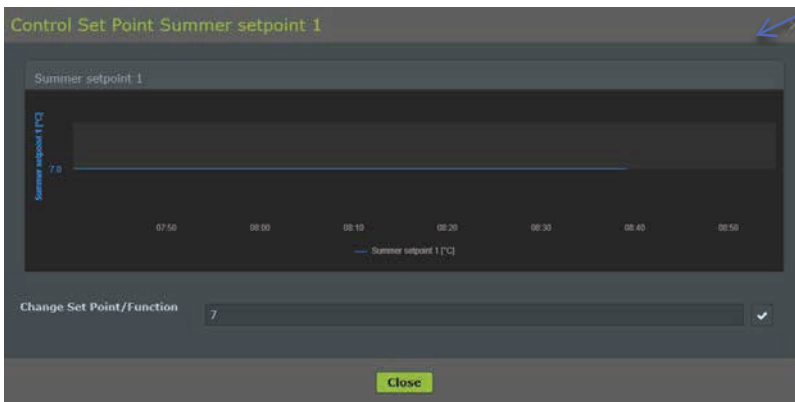 Control Set Point Summer setpoint 1
Summer setpoint 1
Summer setpoint 1 [°C]
7.0
07:50 08:00 08:10 08:20 08:30 08:40 08:50
Summer setpoint 1 [°C]
Change Set Point/Function
7
Close